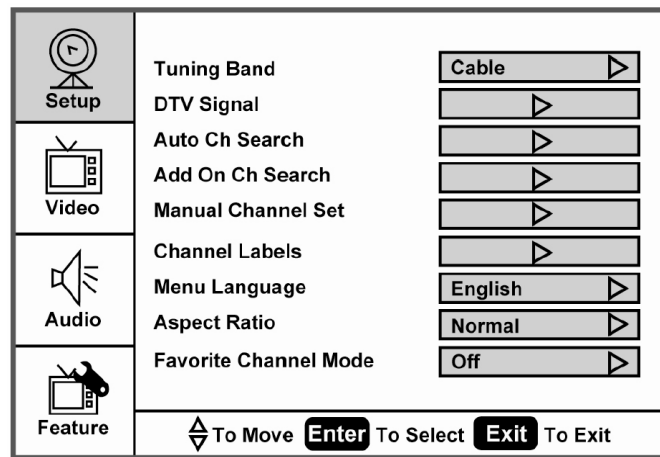 Setup
Video
Audio
Feature
Tuning Band Cable
DTV Signal
Auto Ch Search
Add On Ch Search
Manual Channel Set
Channel Labels
Menu Language English
Aspect Ratio Normal
Favorite Channel Mode Off
To Move Enter To Select Exit To Exit